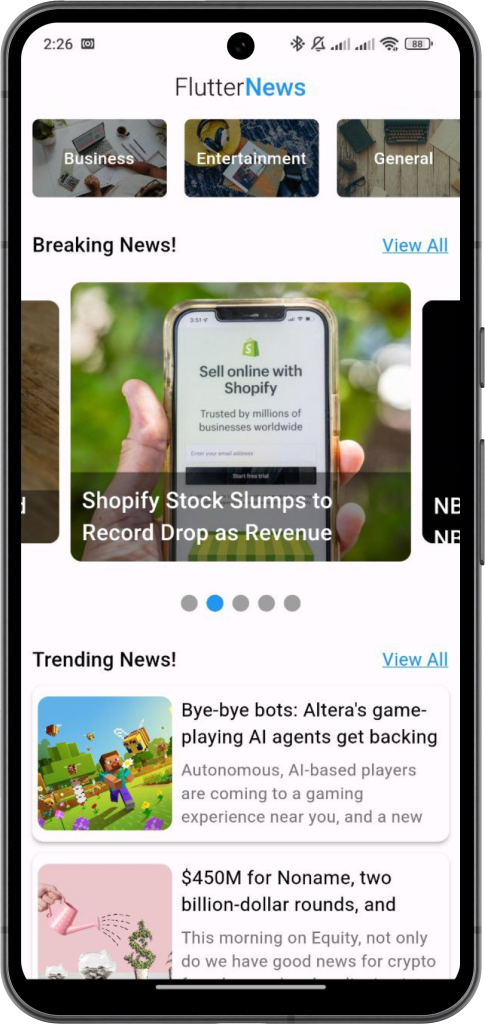 2:26
88
FlutterNews
Business
Entertainment
General
Breaking News!
View All
3:51
Sell online with
Shopify
Trusted by millions of
businesses worldwide
Enter your email address
Start free trial
Shopify Stock Slumps to
Record Drop as Revenue
d
NB
NB
Trending News!
View All
Bye-bye bots: Altera's game-
playing AI agents get backing
Autonomous, AI-based players
are coming to a gaming
experience near you, and a new
$450M for Noname, two
billion-dollar rounds, and
This morning on Equity, not only
do we have good news for crypto